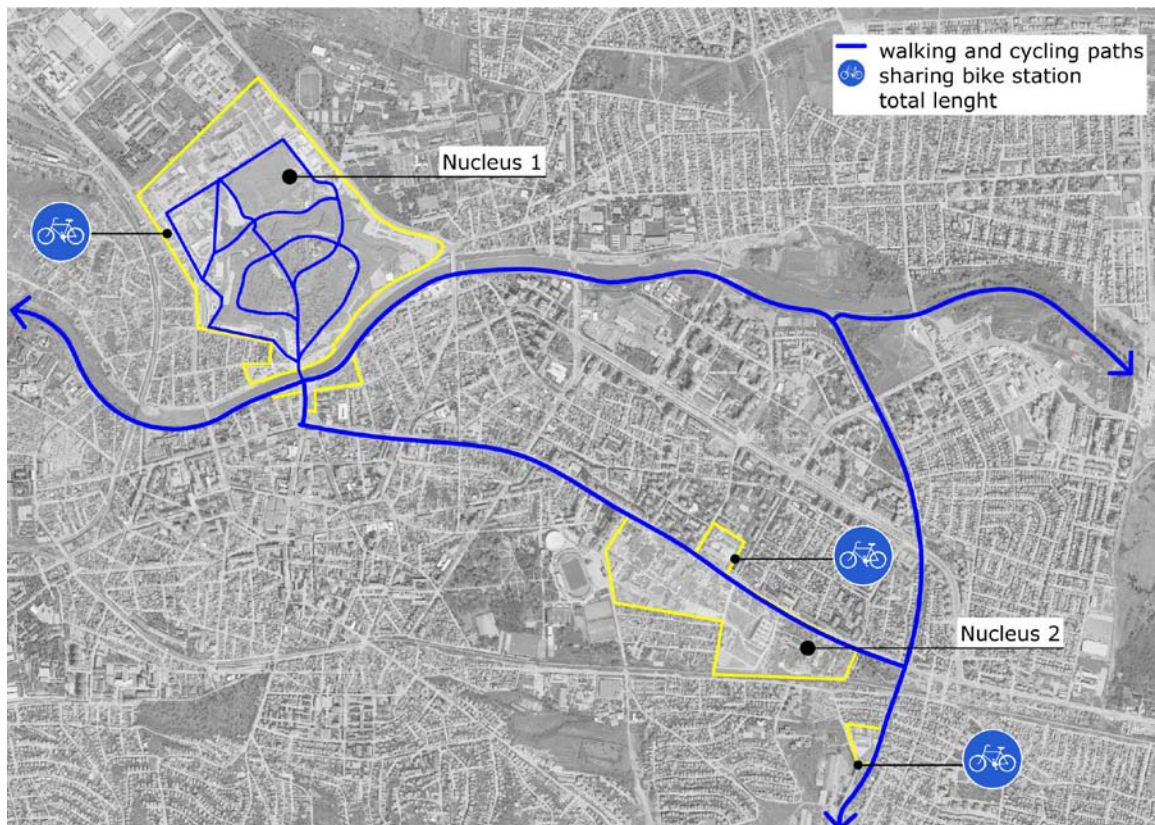 walking and cycling paths
sharing bike station
total lenght
Nucleus 1
Nucleus 2